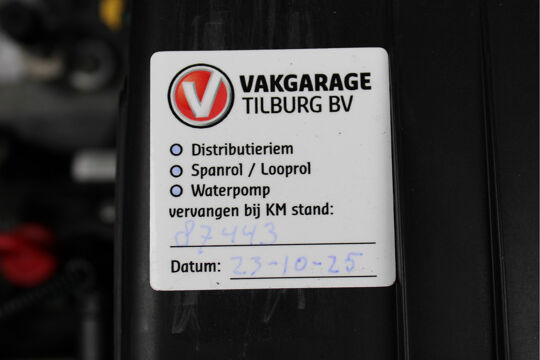 V
VAKGARAGE
TILBURG BV
Distributieriem
Spanrol / Looprol
Waterpomp
vervangen bij KM stand:
87443
Datum: 23-10-25